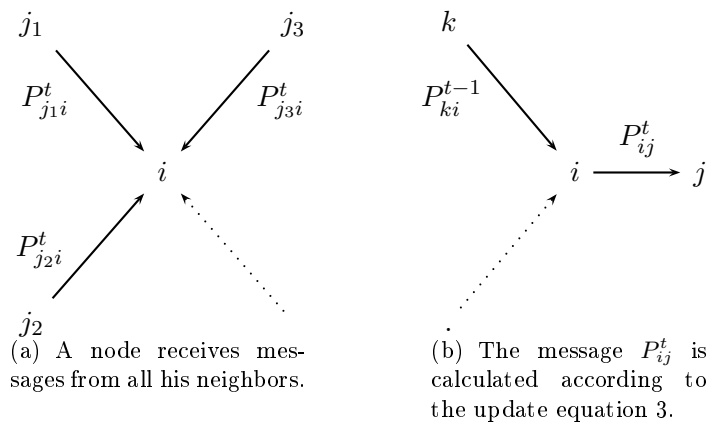 j₁ j₃ k
P^t_{j₁i} P^t_{j₃i} P^{t−1}_{ki}
P^t_{ij}
i i j
P^t_{j₂i}
j₂ .
(a) A node receives mes-
sages from all his neighbors.
(b) The message P^t_{ij} is
calculated according to
the update equation 3.